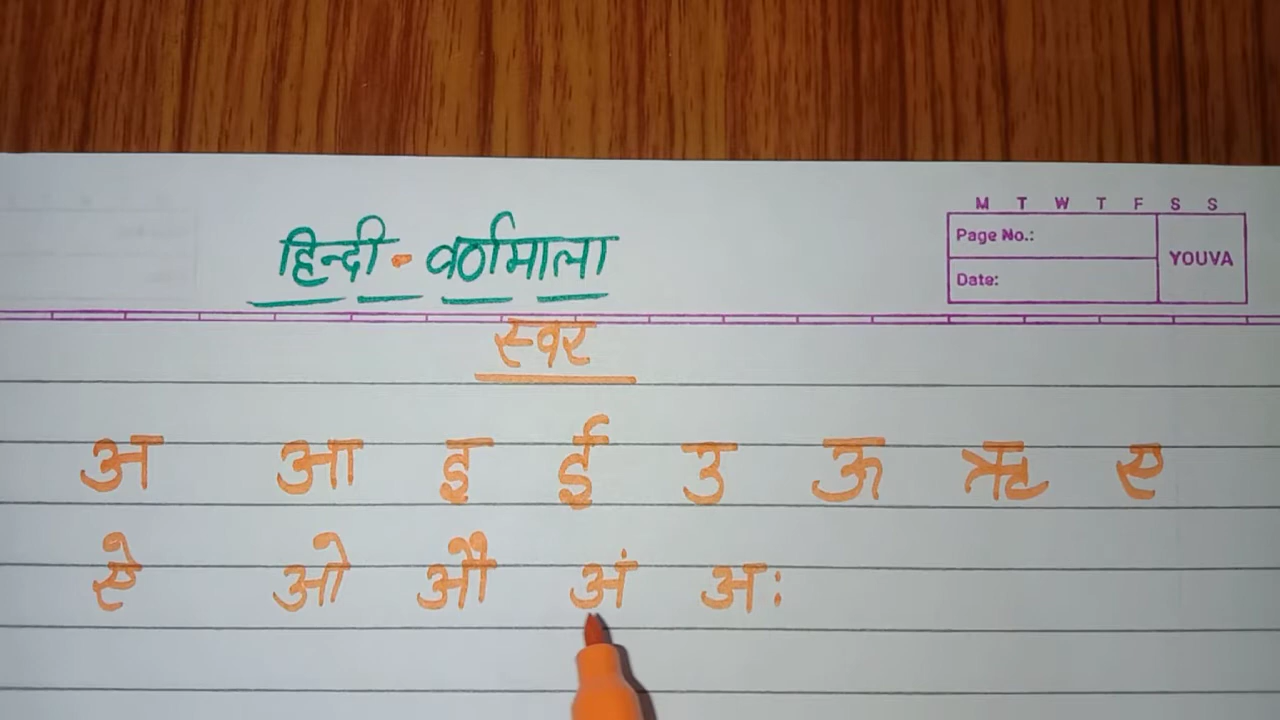 M T W T F S S
Page No.:
YOUVA
Date:
हिन्दी - वर्णमाला
स्वर
अ आ इ ई उ ऊ ऋ ए
ऐ ओ औ अं अः